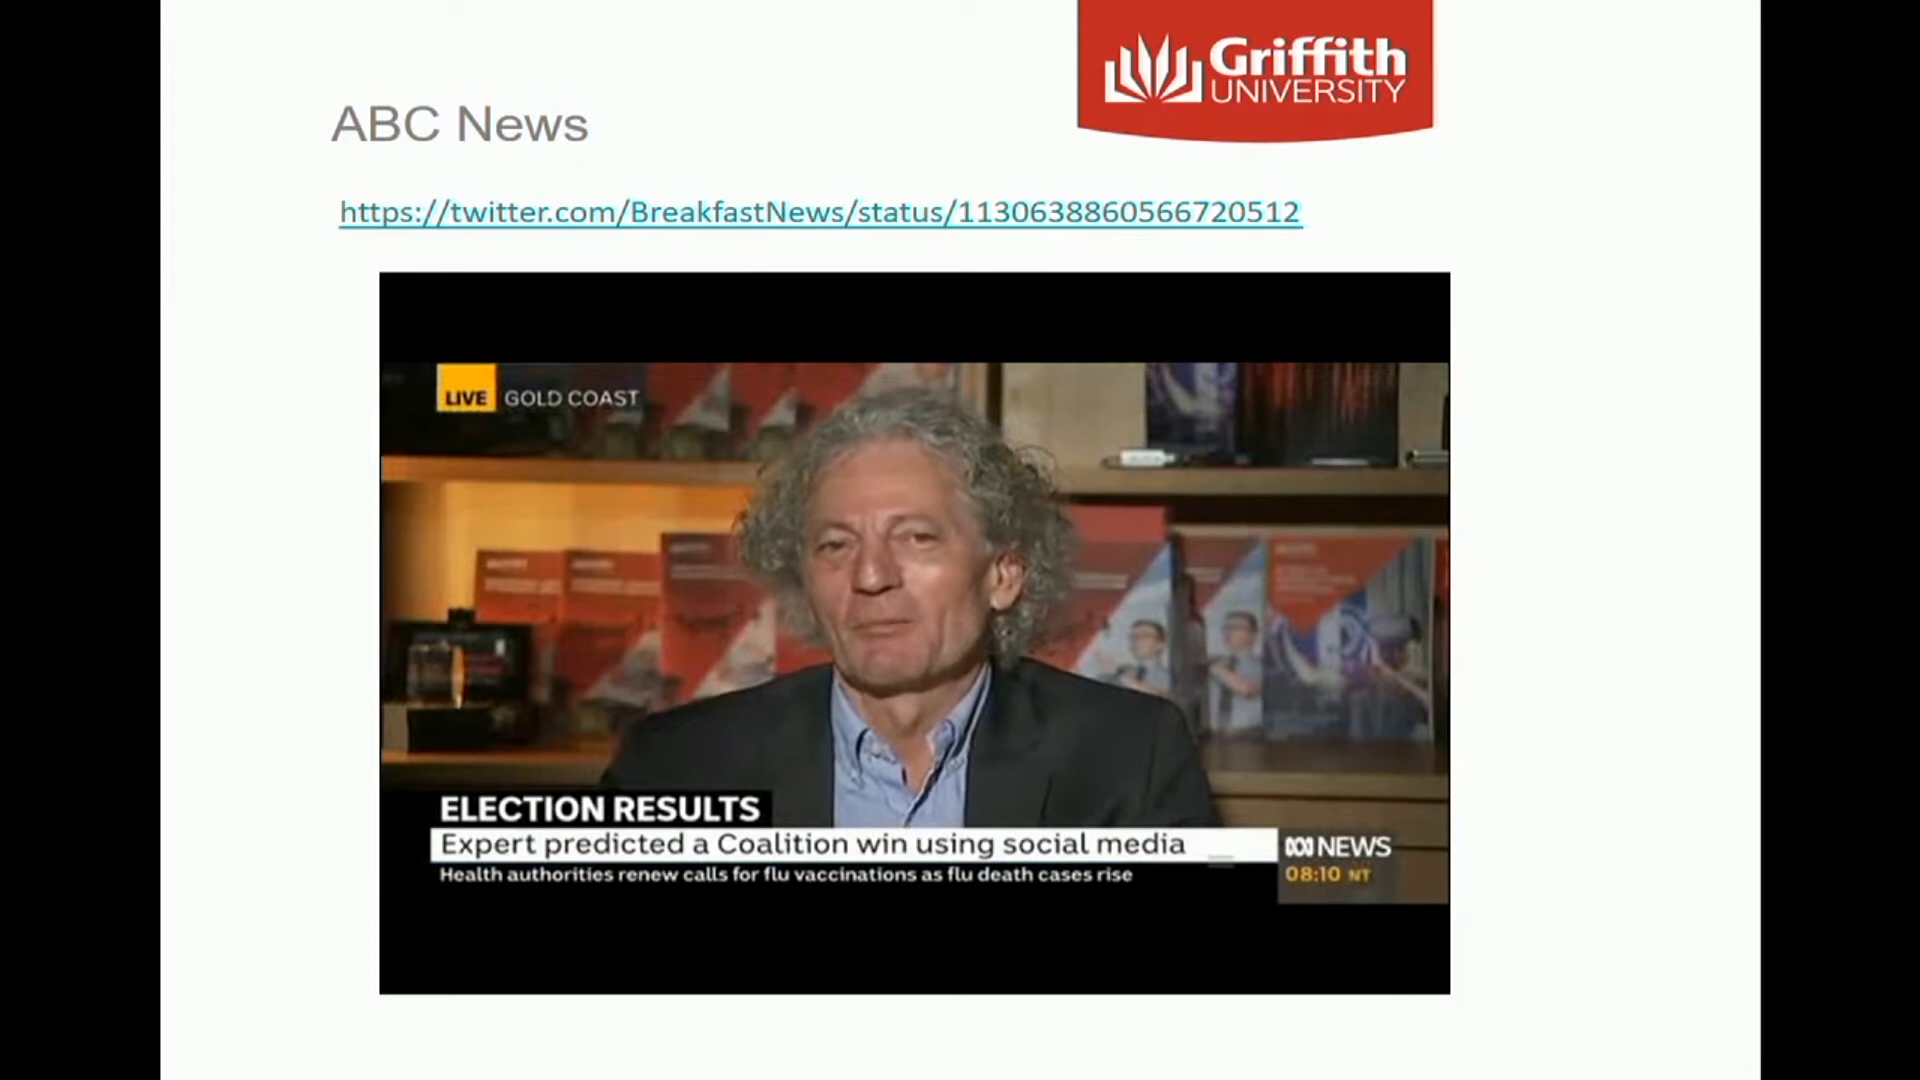 Griffith
UNIVERSITY
ABC News
https://twitter.com/BreakfastNews/status/1130638860566720512
LIVE GOLD COAST
ELECTION RESULTS
Expert predicted a Coalition win using social media
NEWS
Health authorities renew calls for flu vaccinations as flu death cases rise
08:10 NT